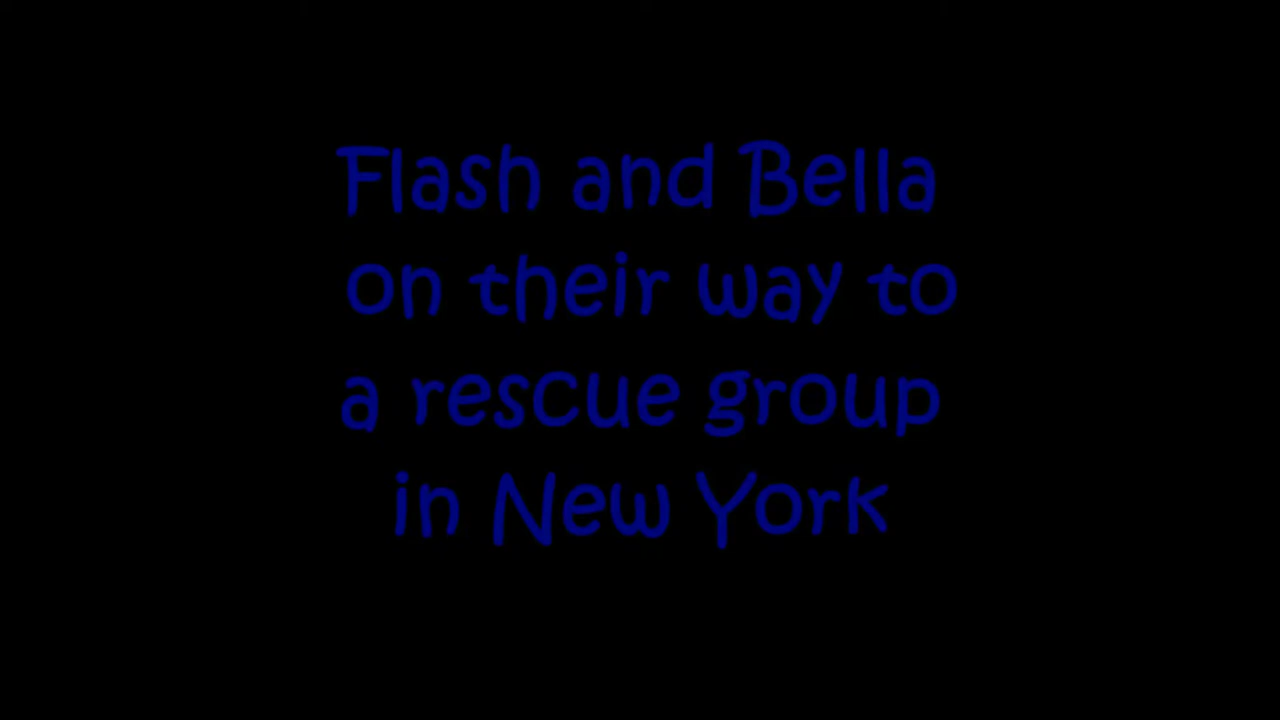 Flash and Bella
on their way to
a rescue group
in New York